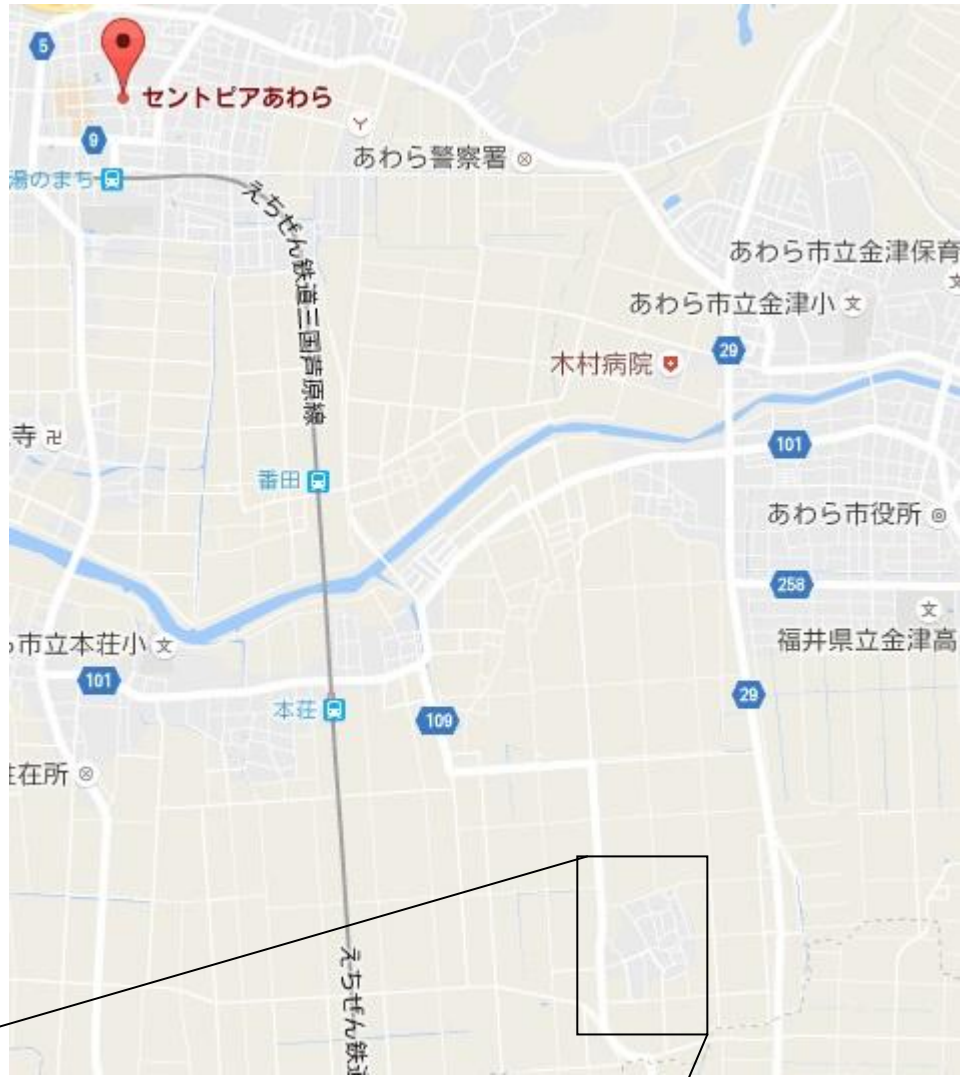 5
セントピアあわら
9
あわら警察署
湯のまち
えちぜん鉄道三国芦原線
あわら市立金津保育
あわら市立金津小
29
木村病院
寺
101
番田
あわら市役所
258
市立本荘小
福井県立金津高
101
29
本荘
109
在所
えちぜん鉄道